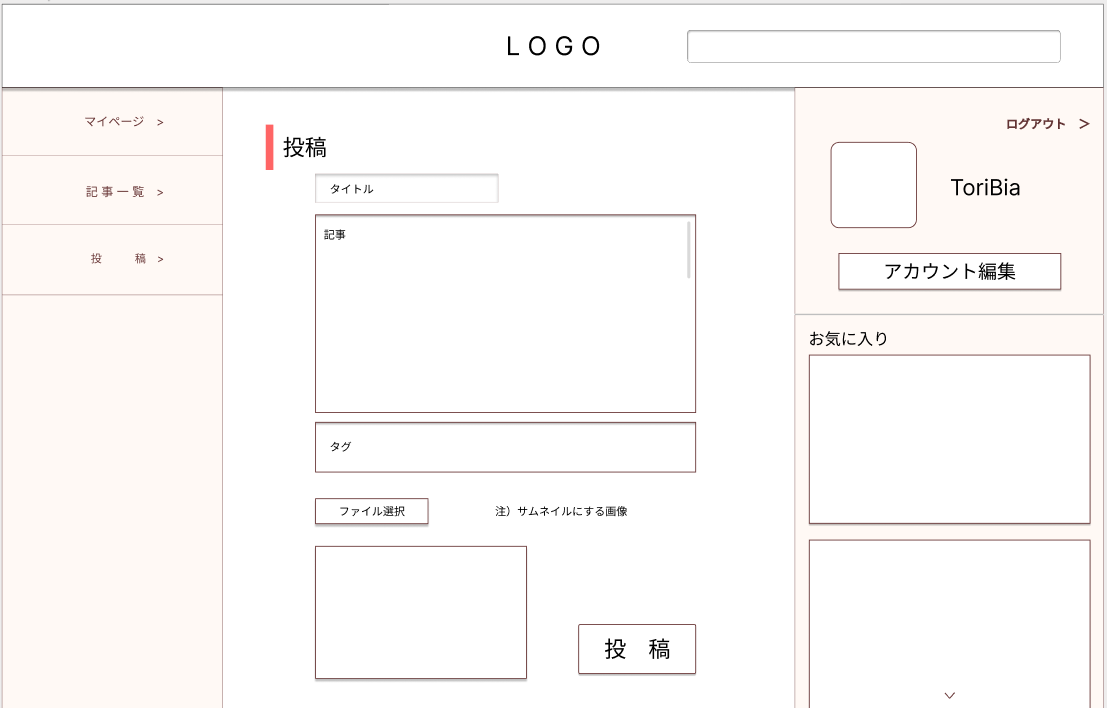 LOGO
マイページ >
記事一覧 >
投 稿 >
投稿
タイトル
記事
タグ
ファイル選択
注）サムネイルにする画像
投 稿
ログアウト >
ToriBia
アカウント編集
お気に入り